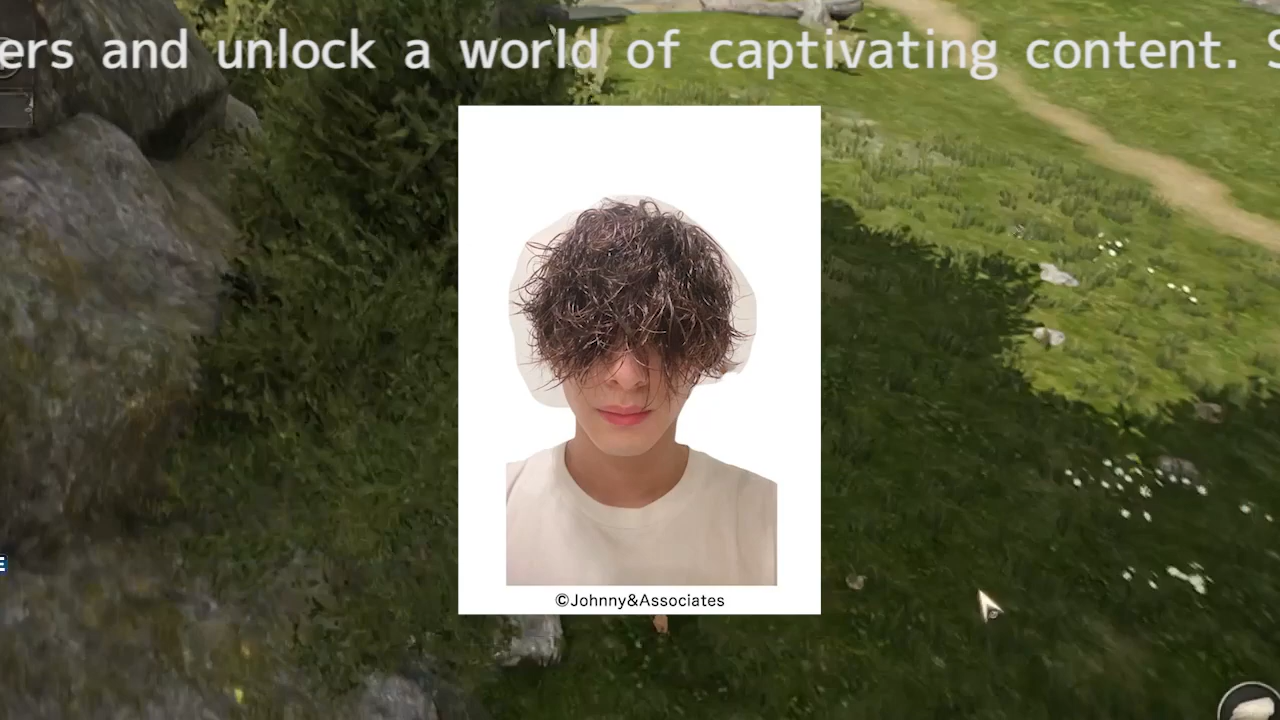 ers and unlock a world of captivating content. S
©Johnny&Associates
E